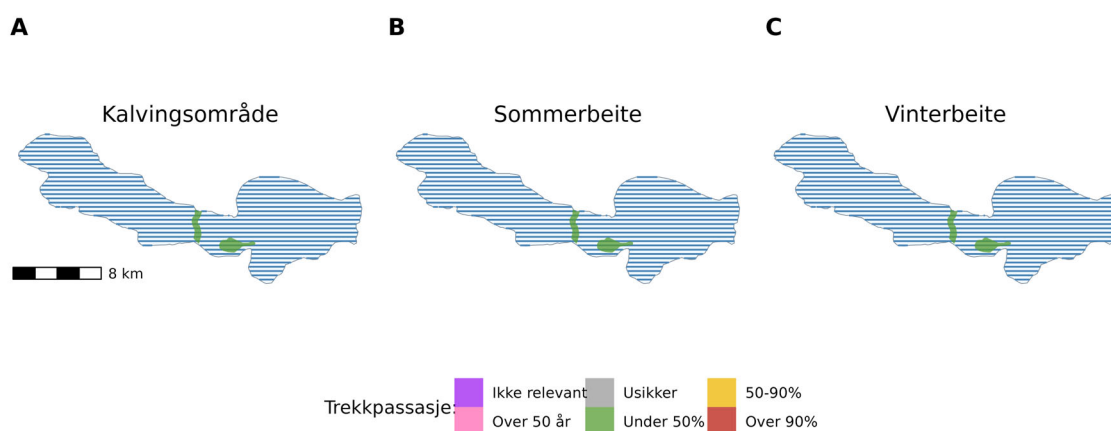 A
B
C
Kalvingsområde
Sommerbeite
Vinterbeite
8 km
Trekkpassasje:
Ikke relevant
Usikker
50-90%
Over 50 år
Under 50%
Over 90%